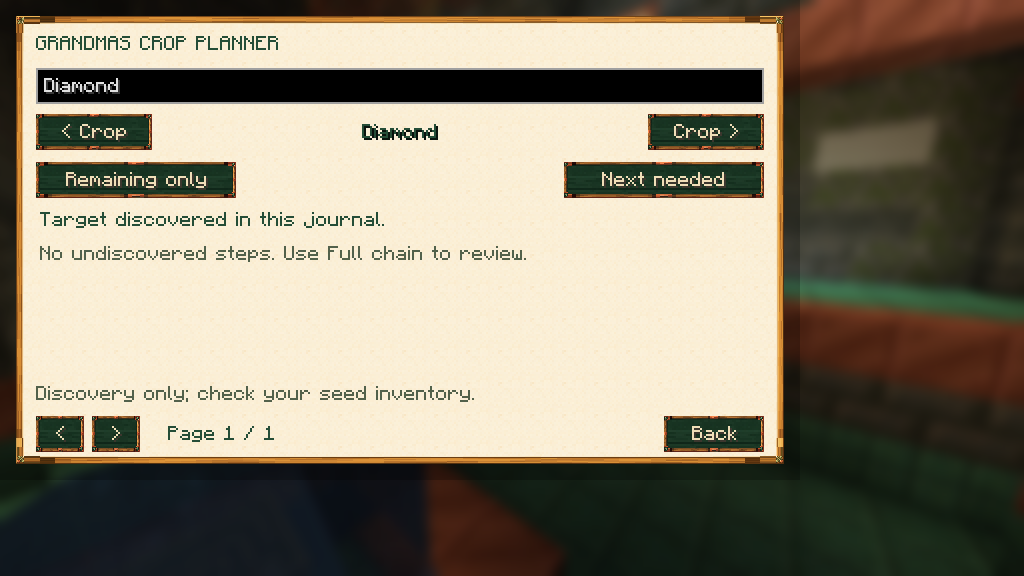 GRANDMAS CROP PLANNER
Diamond
< Crop
Diamond
Crop >
Remaining only
Next needed
Target discovered in this journal.
No undiscovered steps. Use Full chain to review.
Discovery only; check your seed inventory.
<
>
Page 1 / 1
Back